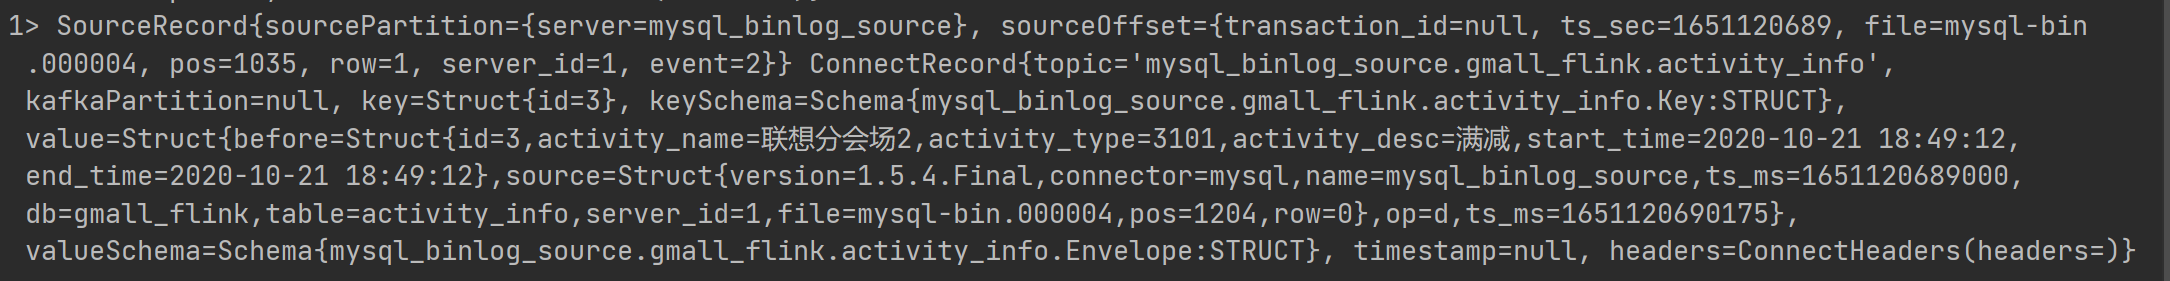 1> SourceRecord{sourcePartition={server=mysql_binlog_source}, sourceOffset={transaction_id=null, ts_sec=1651120689, file=mysql-bin
.000004, pos=1035, row=1, server_id=1, event=2}} ConnectRecord{topic='mysql_binlog_source.gmall_flink.activity_info',
kafkaPartition=null, key=Struct{id=3}, keySchema=Schema{mysql_binlog_source.gmall_flink.activity_info.Key:STRUCT},
value=Struct{before=Struct{id=3,activity_name=联想分会场2,activity_type=3101,activity_desc=满减,start_time=2020-10-21 18:49:12,
end_time=2020-10-21 18:49:12},source=Struct{version=1.5.4.Final,connector=mysql,name=mysql_binlog_source,ts_ms=1651120689000,
db=gmall_flink,table=activity_info,server_id=1,file=mysql-bin.000004,pos=1204,row=0},op=d,ts_ms=1651120690175},
valueSchema=Schema{mysql_binlog_source.gmall_flink.activity_info.Envelope:STRUCT}, timestamp=null, headers=ConnectHeaders(headers=)}